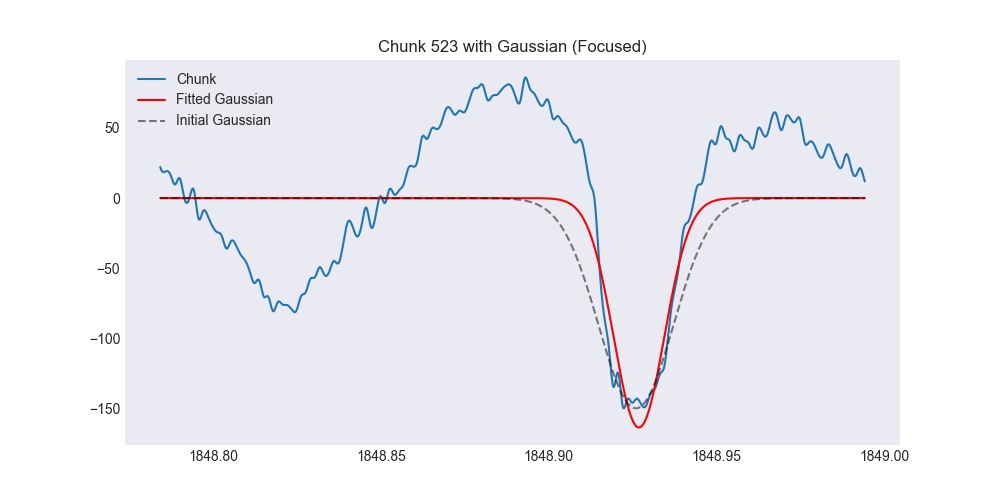 Chunk 523 with Gaussian (Focused)
Chunk
Fitted Gaussian
Initial Gaussian
50
0
−50
−100
−150
1848.80 1848.85 1848.90 1848.95 1849.00